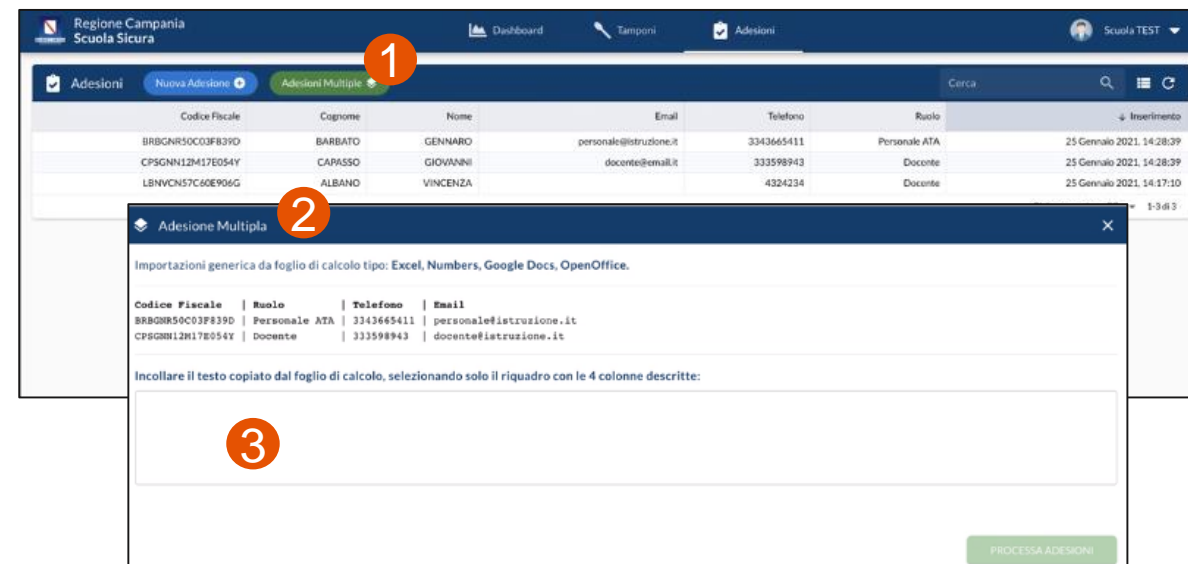 Regione Campania
Scuola Sicura
Dashboard Tamponi Adesioni Scuola TEST
1
Adesioni Nuova Adesione Adesioni Multiple Cerca
Codice Fiscale Cognome Nome Email Telefono Ruolo Inserimento
BRBGNR50C03F839D BARBATO GENNARO personale@istruzione.it 3343665411 Personale ATA 25 Gennaio 2021, 14:28:39
CPSGNN12M17E054Y CAPASSO GIOVANNI docente@email.it 333598943 Docente 25 Gennaio 2021, 14:28:39
LBNVCN57C60E906G ALBANO VINCENZA 4324234 Docente 25 Gennaio 2021, 14:17:10
1-3 di 3
2
Adesione Multipla
Importazioni generica da foglio di calcolo tipo: Excel, Numbers, Google Docs, OpenOffice.
Codice Fiscale | Ruolo | Telefono | Email
BRBGNR50C03F839D | Personale ATA | 3343665411 | personale@istruzione.it
CPSGNN12M17E054Y | Docente | 333598943 | docente@istruzione.it
Incollare il testo copiato dal foglio di calcolo, selezionando solo il riquadro con le 4 colonne descritte:
3
PROCESSA ADESIONI